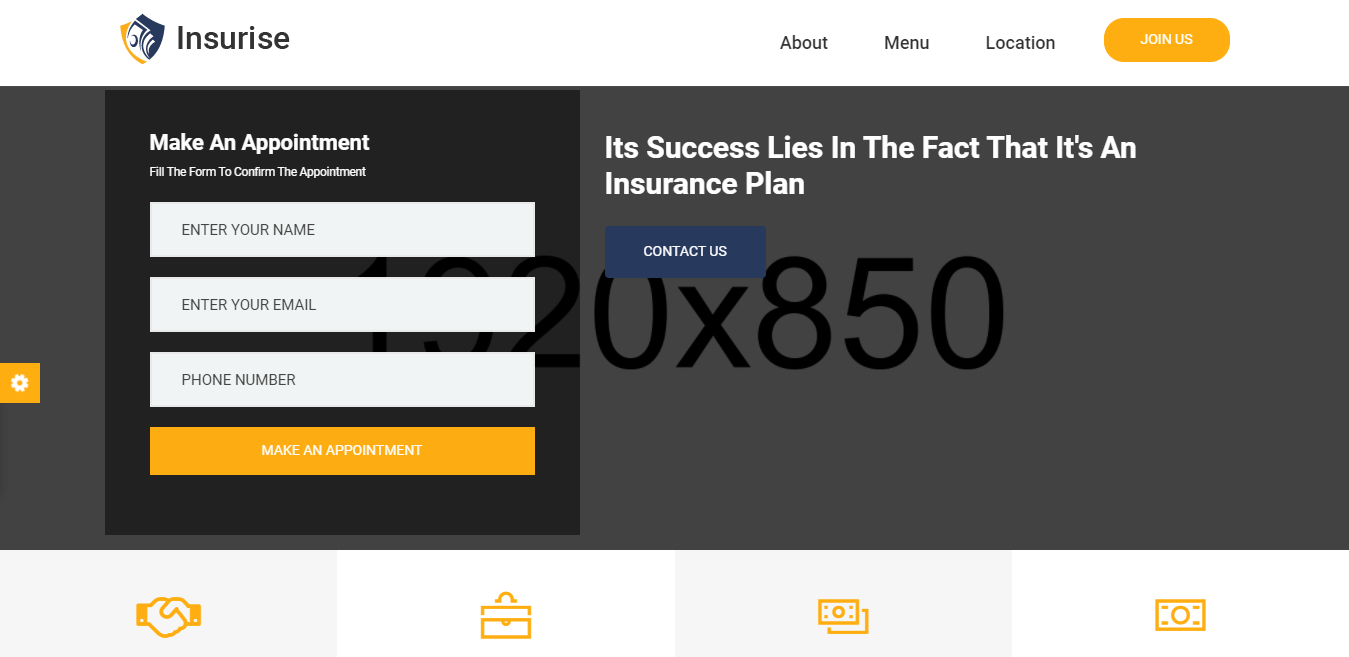 Insurise
About
Menu
Location
JOIN US
Make An Appointment
Fill The Form To Confirm The Appointment
ENTER YOUR NAME
ENTER YOUR EMAIL
PHONE NUMBER
MAKE AN APPOINTMENT
Its Success Lies In The Fact That It's An
Insurance Plan
CONTACT US
1920x850